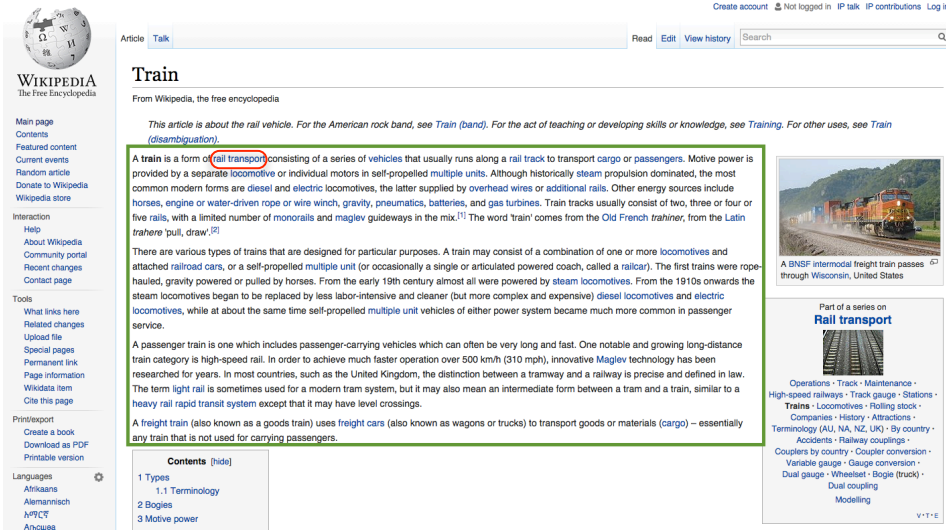 Create account Not logged in IP talk IP contributions Log in
WIKIPEDIA
The Free Encyclopedia
Main page
Contents
Featured content
Current events
Random article
Donate to Wikipedia
Wikipedia store
Interaction
Help
About Wikipedia
Community portal
Recent changes
Contact page
Tools
What links here
Related changes
Upload file
Special pages
Permanent link
Page information
Wikidata item
Cite this page
Print/export
Create a book
Download as PDF
Printable version
Languages
Afrikaans
Alemannisch
አማርኛ
Article Talk
Read Edit View history Search
Train
From Wikipedia, the free encyclopedia
This article is about the rail vehicle. For the American rock band, see Train (band). For the act of teaching or developing skills or knowledge, see Training. For other uses, see Train
(disambiguation).
A train is a form of rail transport consisting of a series of vehicles that usually runs along a rail track to transport cargo or passengers. Motive power is
provided by a separate locomotive or individual motors in self-propelled multiple units. Although historically steam propulsion dominated, the most
common modern forms are diesel and electric locomotives, the latter supplied by overhead wires or additional rails. Other energy sources include
horses, engine or water-driven rope or wire winch, gravity, pneumatics, batteries, and gas turbines. Train tracks usually consist of two, three or four or
five rails, with a limited number of monorails and maglev guideways in the mix.[1] The word 'train' comes from the Old French trahiner, from the Latin
trahere 'pull, draw'.[2]
There are various types of trains that are designed for particular purposes. A train may consist of a combination of one or more locomotives and
attached railroad cars, or a self-propelled multiple unit (or occasionally a single or articulated powered coach, called a railcar). The first trains were rope-
hauled, gravity powered or pulled by horses. From the early 19th century almost all were powered by steam locomotives. From the 1910s onwards the
steam locomotives began to be replaced by less labor-intensive and cleaner (but more complex and expensive) diesel locomotives and electric
locomotives, while at about the same time self-propelled multiple unit vehicles of either power system became much more common in passenger
service.
A passenger train is one which includes passenger-carrying vehicles which can often be very long and fast. One notable and growing long-distance
train category is high-speed rail. In order to achieve much faster operation over 500 km/h (310 mph), innovative Maglev technology has been
researched for years. In most countries, such as the United Kingdom, the distinction between a tramway and a railway is precise and defined in law.
The term light rail is sometimes used for a modern tram system, but it may also mean an intermediate form between a tram and a train, similar to a
heavy rail rapid transit system except that it may have level crossings.
A freight train (also known as a goods train) uses freight cars (also known as wagons or trucks) to transport goods or materials (cargo) – essentially
any train that is not used for carrying passengers.
Contents [hide]
1 Types
1.1 Terminology
2 Bogies
3 Motive power
A BNSF intermodal freight train passes
through Wisconsin, United States
Part of a series on
Rail transport
Operations · Track · Maintenance ·
High-speed railways · Track gauge · Stations ·
Trains · Locomotives · Rolling stock ·
Companies · History · Attractions ·
Terminology (AU, NA, NZ, UK) · By country ·
Accidents · Railway couplings ·
Couplers by country · Coupler conversion ·
Variable gauge · Gauge conversion ·
Dual gauge · Wheelset · Bogie (truck) ·
Dual coupling
Modelling
V · T · E